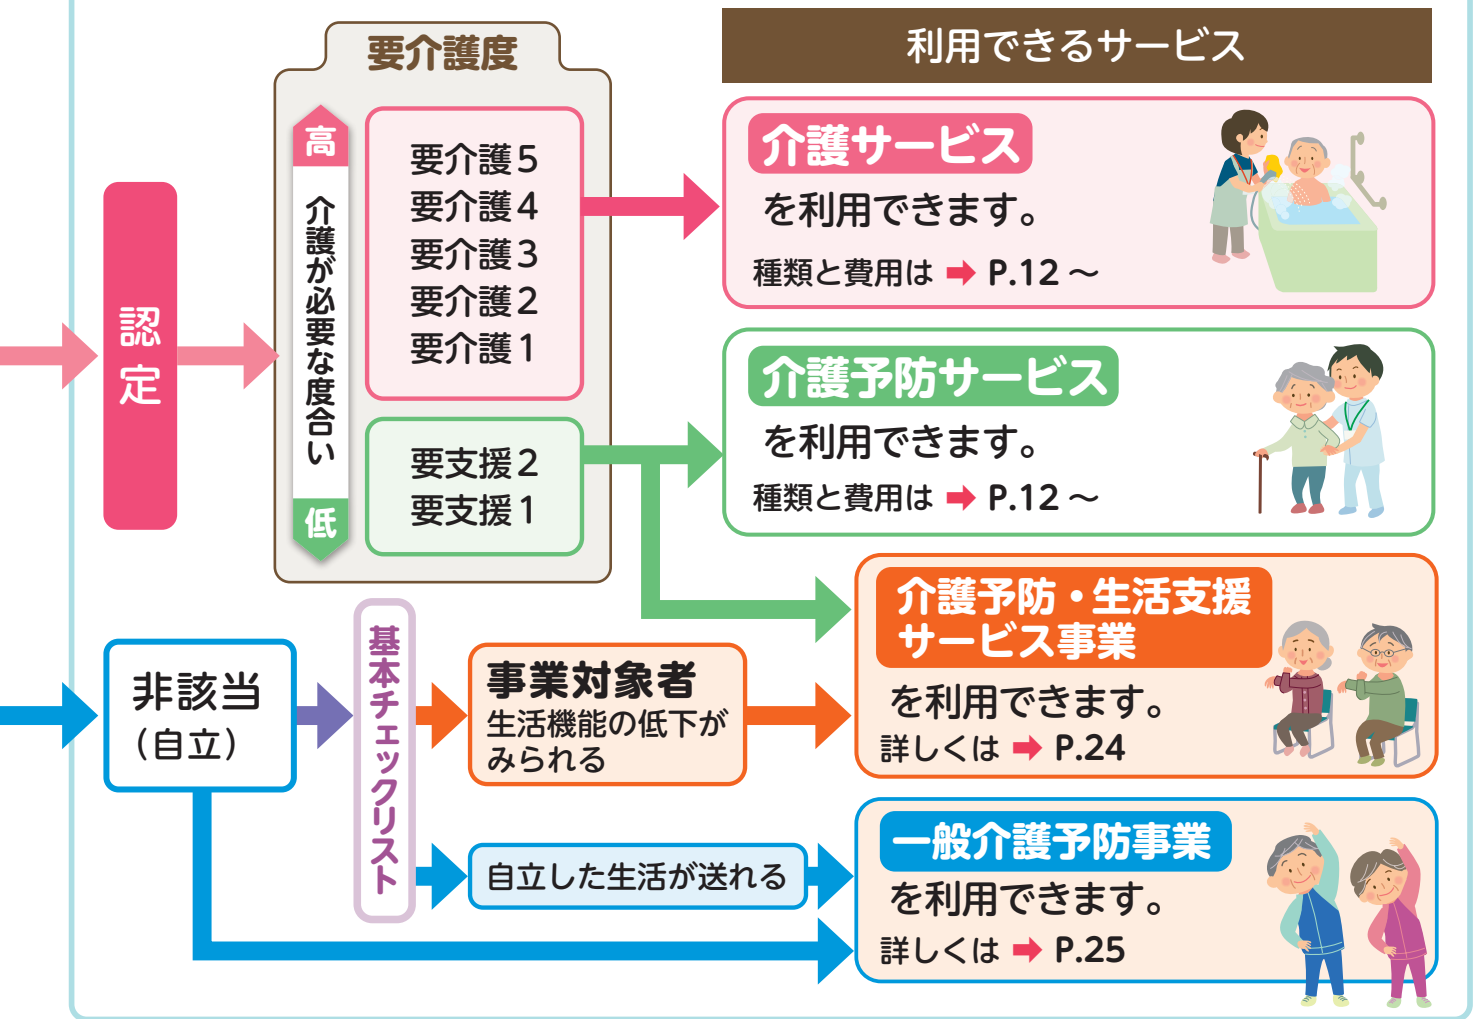 要介護度
高
介護が必要な度合い
低
要介護5
要介護4
要介護3
要介護2
要介護1
要支援2
要支援1
認定
利用できるサービス
介護サービス
を利用できます。
種類と費用は ➡ P.12 ～
介護予防サービス
を利用できます。
種類と費用は ➡ P.12 ～
介護予防・生活支援
サービス事業
を利用できます。
詳しくは ➡ P.24
非該当
（自立）
基本チェックリスト
事業対象者
生活機能の低下が
みられる
自立した生活が送れる
一般介護予防事業
を利用できます。
詳しくは ➡ P.25